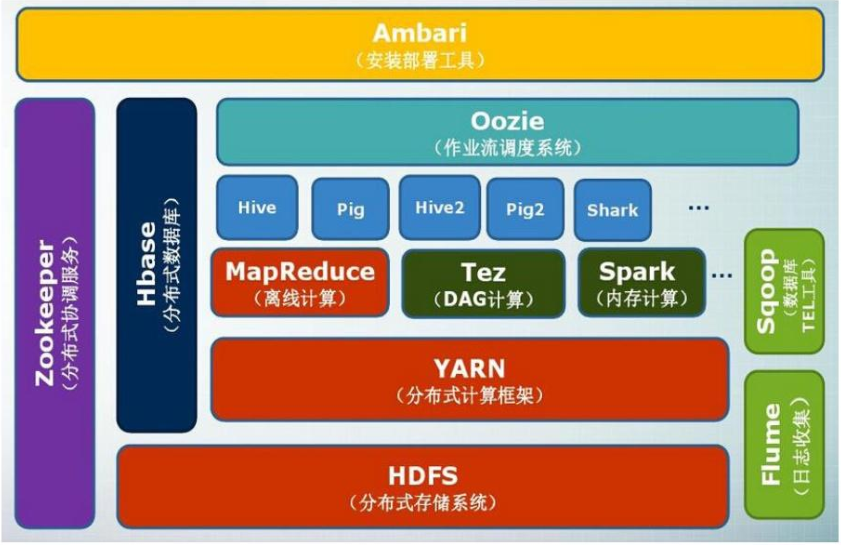 Ambari
(安装部署工具)
Zookeeper
(分布式协调服务)
Hbase
(分布式数据库)
Oozie
(作业流调度系统)
Hive
Pig
Hive2
Pig2
Shark
...
MapReduce
(离线计算)
Tez
(DAG计算)
Spark
(内存计算)
...
Sqoop
(数据库
TEL工具)
YARN
(分布式计算框架)
Flume
(日志收集)
HDFS
(分布式存储系统)